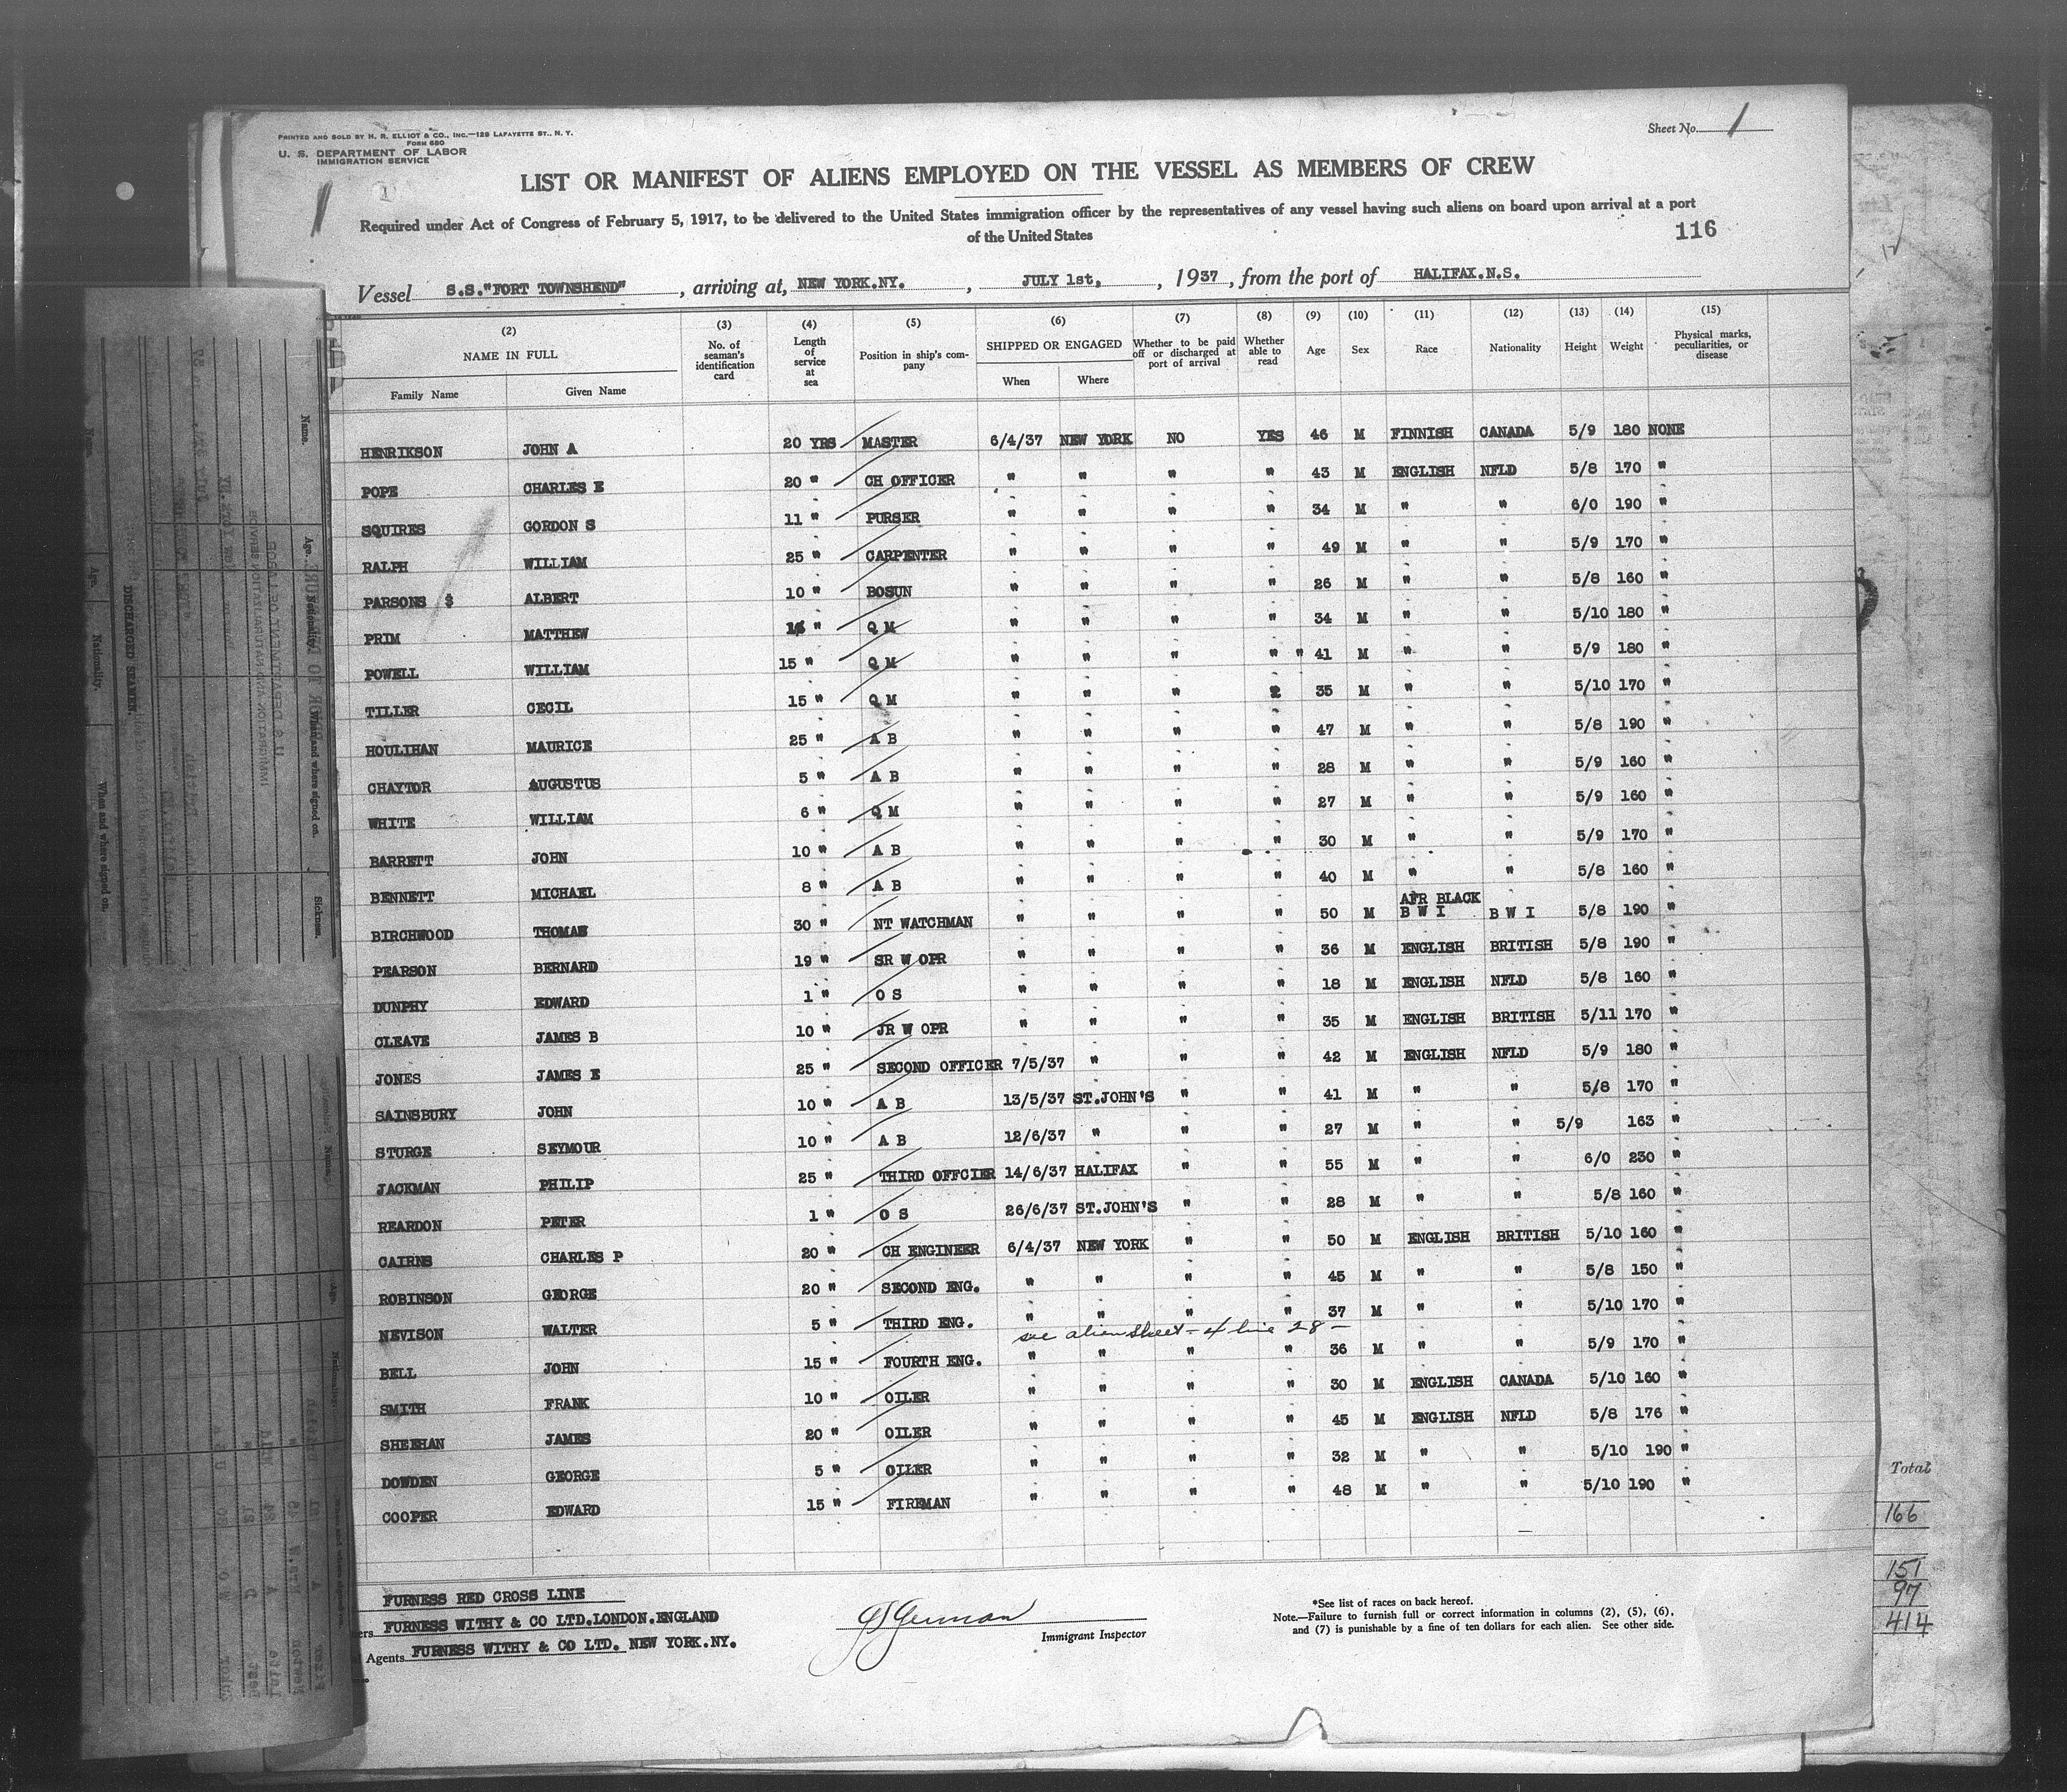 PRINTED AND SOLD BY H. R. ELLIOT & CO., INC.—129 LAFAYETTE ST., N. Y.
FORM 680
U. S. DEPARTMENT OF LABOR
IMMIGRATION SERVICE
Sheet No. 1
LIST OR MANIFEST OF ALIENS EMPLOYED ON THE VESSEL AS MEMBERS OF CREW
Required under Act of Congress of February 5, 1917, to be delivered to the United States immigration officer by the representatives of any vessel having such aliens on board upon arrival at a port
of the United States
116
Vessel S.S."FORT TOWNSHEND", arriving at, NEW YORK.NY., JULY 1st,, 1937, from the port of HALIFAX.N.S.
(2) (3) (4) (5) (6) (7) (8) (9) (10) (11) (12) (13) (14) (15)
NAME IN FULL No. of seaman's identification card Length of service at sea Position in ship's company SHIPPED OR ENGAGED Whether to be paid off or discharged at port of arrival Whether able to read Age Sex Race Nationality Height Weight Physical marks, peculiarities, or disease
Family Name Given Name When Where
HENRIKSON JOHN A 20 YRS MASTER 6/4/37 NEW YORK NO YES 46 M FINNISH CANADA 5/9 180 NONE
POPE CHARLES E 20 " CH OFFICER " " " " 43 M ENGLISH NFLD 5/8 170 "
SQUIRES GORDON S 11 " PURSER " " " " 34 M " " 6/0 190 "
RALPH WILLIAM 25 " CARPENTER " " " " 49 M " " 5/9 170 "
PARSONS $ ALBERT 10 " BOSUN " " " " 26 M " " 5/8 160 "
PRIM MATTHEW " Q M " " " " 34 M " " 5/10 180 "
POWELL WILLIAM 15 " Q M " " " " " 41 M " " 5/9 180 "
TILLER CECIL 15 " Q M " " " 2 35 M " " 5/10 170 "
HOULIHAN MAURICE 25 " A B " " " " 47 M " " 5/8 190 "
CHAYTOR AUGUSTUS 5 " A B " " " " 28 M " " 5/9 160 "
WHITE WILLIAM 6 " Q M " " " " 27 M " " 5/9 160 "
BARRETT JOHN 10 " A B " " " " 30 M " " 5/9 170 "
BENNETT MICHAEL 8 " A B " " " " 40 M " " 5/8 160 "
BIRCHWOOD THOMAS 30 " NT WATCHMAN " " " " 50 M AFR BLACK B W I B W I 5/8 190 "
PEARSON BERNARD 19 " SR W OPR " " " " 36 M ENGLISH BRITISH 5/8 190 "
DUNPHY EDWARD 1 " O S " " " " 18 M ENGLISH NFLD 5/8 160 "
CLEAVE JAMES B 10 " JR W OPR " " " " 35 M ENGLISH BRITISH 5/11 170 "
JONES JAMES E 25 " SECOND OFFICER 7/5/37 " " " 42 M ENGLISH NFLD 5/9 180 "
SAINSBURY JOHN 10 " A B 13/5/37 ST.JOHN'S " " 41 M " " 5/8 170 "
STURGE SEYMOUR 10 " A B 12/6/37 " " " 27 M " " 5/9 163 "
JACKMAN PHILIP 25 " THIRD OFFCIER 14/6/37 HALIFAX " " 55 M " " 6/0 230 "
REARDON PETER 1 " O S 26/6/37 ST.JOHN'S " " 28 M " " 5/8 160 "
CAIRNS CHARLES P 20 " CH ENGINEER 6/4/37 NEW YORK " " 50 M ENGLISH BRITISH 5/10 160 "
ROBINSON GEORGE 20 " SECOND ENG. " " " " 45 M " " 5/8 150 "
NEVISON WALTER 5 " THIRD ENG. " " " " 37 M " " 5/10 170 "
see alien sheet - 4 line 28 -
BELL JOHN 15 " FOURTH ENG. " " " " 36 M " " 5/9 170 "
SMITH FRANK 10 " OILER " " " " 30 M ENGLISH CANADA 5/10 160 "
SHEEHAN JAMES 20 " OILER " " " " 45 M ENGLISH NFLD 5/8 176 "
DOWDEN GEORGE 5 " OILER " " " " 32 M " " 5/10 190 "
COOPER EDWARD 15 " FIREMAN " " " " 48 M " " 5/10 190 "
FURNESS RED CROSS LINE
ers FURNESS WITHY & CO LTD.LONDON.ENGLAND
Agents FURNESS WITHY & CO LTD. NEW YORK.NY.
Immigrant Inspector
*See list of races on back hereof.
Note.—Failure to furnish full or correct information in columns (2), (5), (6),
and (7) is punishable by a fine of ten dollars for each alien. See other side.
Total
166
151
97
414
DISCHARGED SEAMEN.
Name. Age. Nationality. When and where signed on. Sickness.